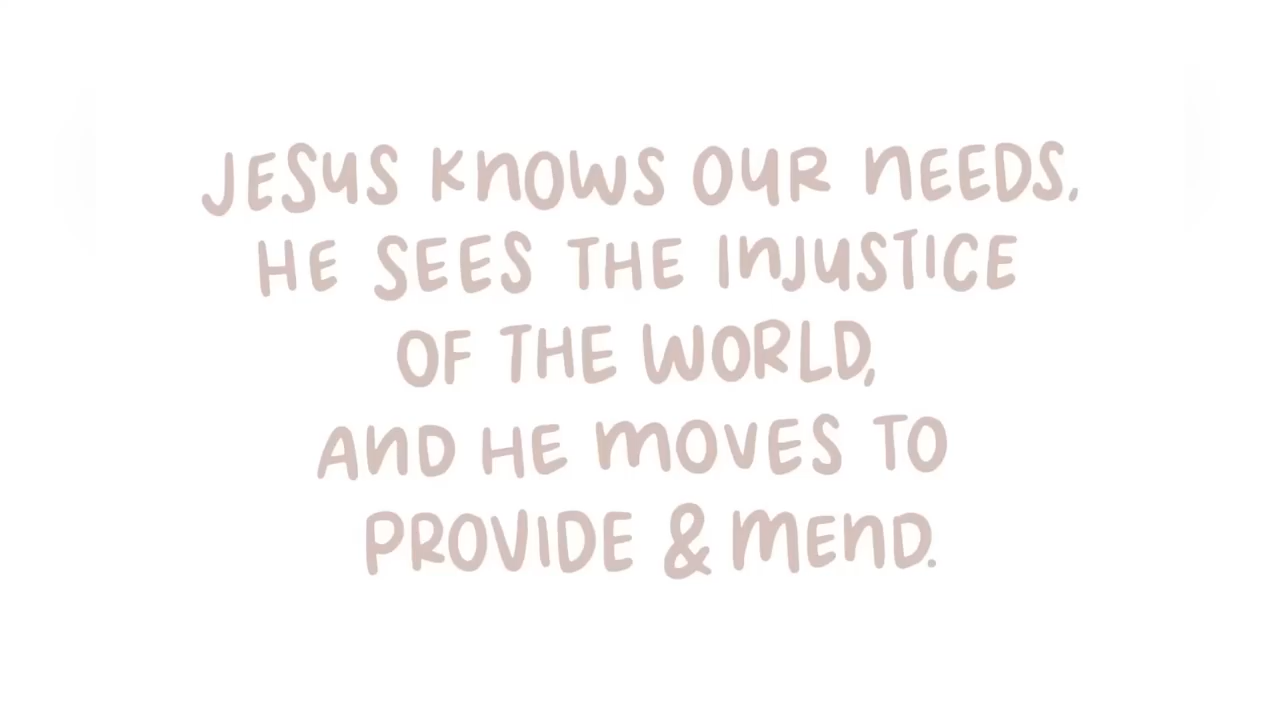 JESUS KNOWS OUR NEEDS.
HE SEES THE INJUSTICE
OF THE WORLD,
AND HE MOVES TO
PROVIDE & MEND.